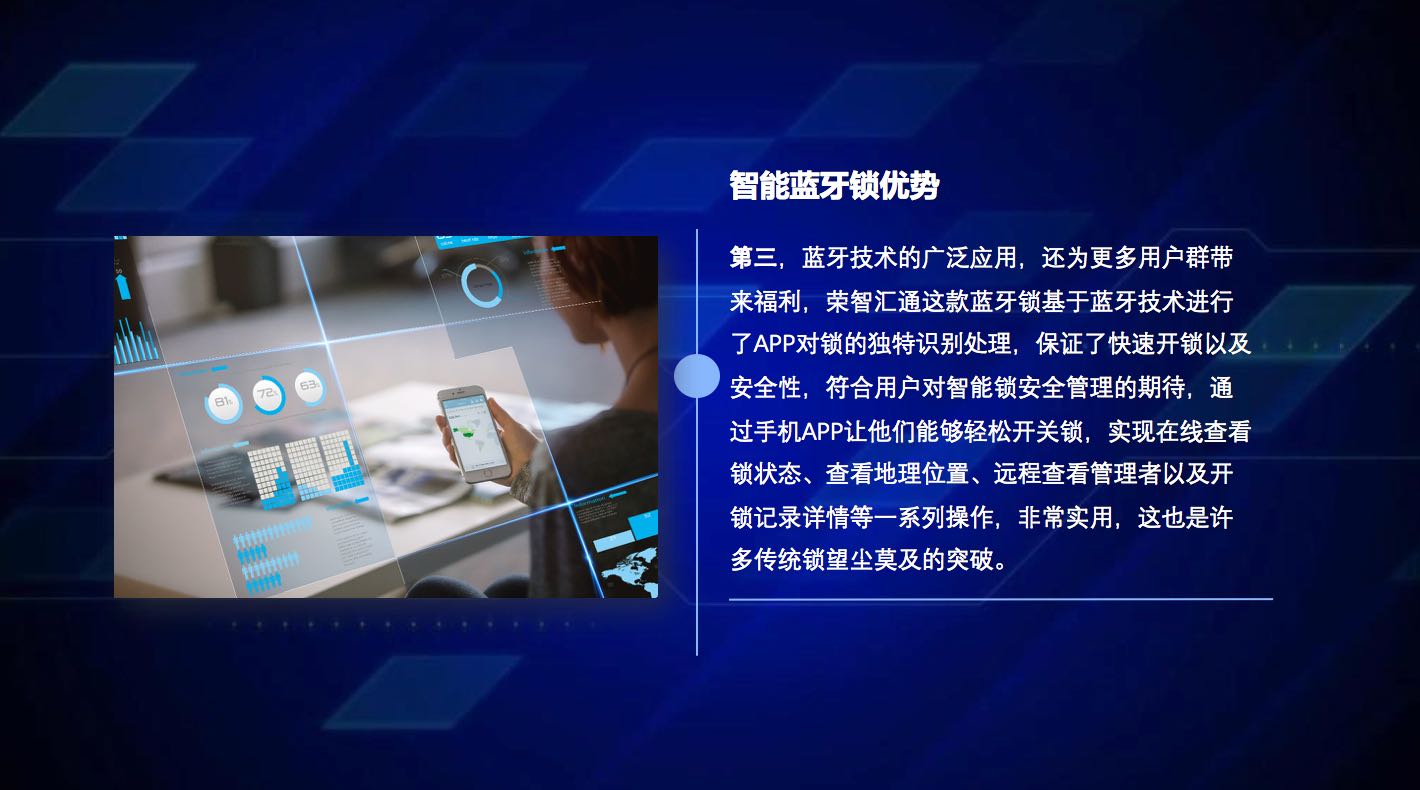 智能蓝牙锁优势
第三，蓝牙技术的广泛应用，还为更多用户群带
来福利，荣智汇通这款蓝牙锁基于蓝牙技术进行
了APP对锁的独特识别处理，保证了快速开锁以及
安全性，符合用户对智能锁安全管理的期待，通
过手机APP让他们能够轻松开关锁，实现在线查看
锁状态、查看地理位置、远程查看管理者以及开
锁记录详情等一系列操作，非常实用，这也是许
多传统锁望尘莫及的突破。
81%
72%
63%
Information